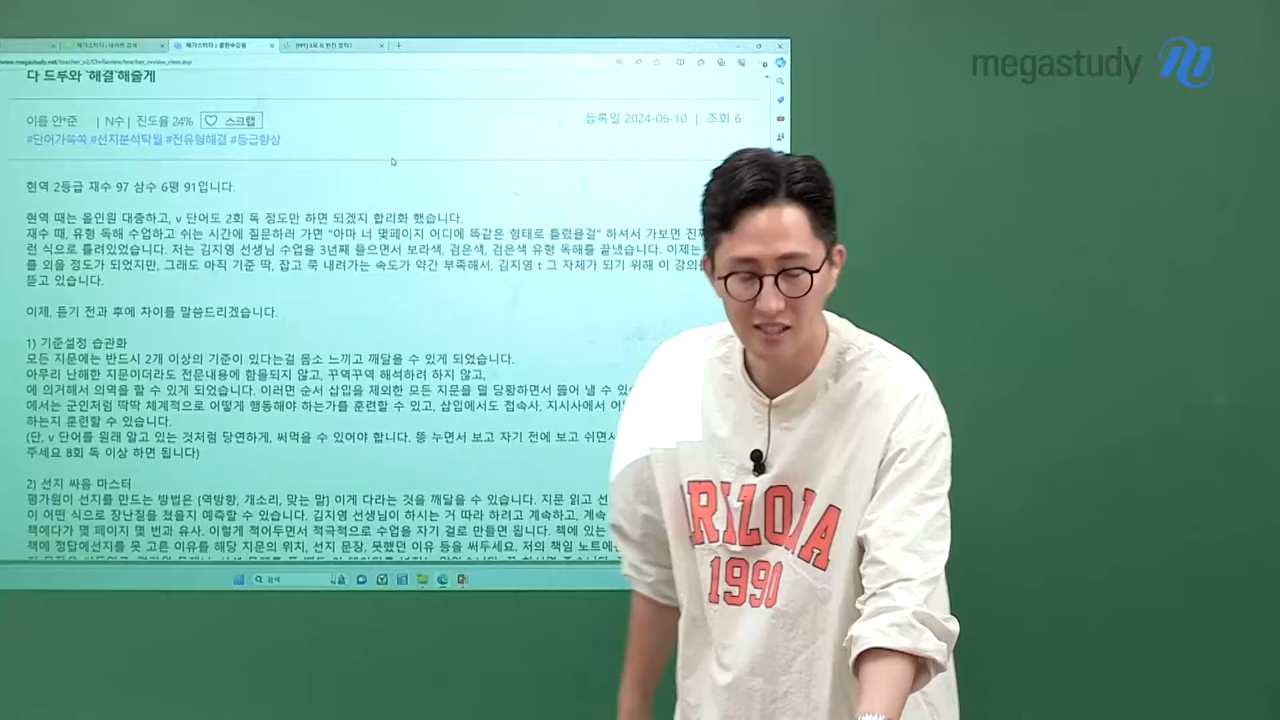 megastudy
메가스터디 : 네이버 검색
다 드루와 '해결'해줄게
이름 안*준 | N수 | 진도율 24% 스크랩
등록일 2024-06-10 | 조회 6
#단어가쏙쏙 #선지분석탁월 #전유형해결 #등급향상
현역 2등급 재수 97 삼수 6평 91입니다.
현역 때는 올인원 대충하고, v 단어도 2회 독 정도만 하면 되겠지 합리화 했습니다.
재수 때, 유형 독해 수업하고 쉬는 시간에 질문하러 가면 "아마 너 몇페이지 어디에 똑같은 형태로 틀렸을걸" 하셔서 가보면 진짜
런 식으로 틀려있었습니다. 저는 김지영 선생님 수업을 3년째 들으면서 보라색, 검은색, 검은색 유형 독해를 끝냈습니다. 이제는
를 외울 정도가 되었지만, 그래도 아직 기준 딱, 잡고 쭉 내려가는 속도가 약간 부족해서, 김지영 t 그 자체가 되기 위해 이 강의를
뜯고 있습니다.
이제, 듣기 전과 후에 차이를 말씀드리겠습니다.
1) 기준설정 습관화
모든 지문에는 반드시 2개 이상의 기준이 있다는걸 몸소 느끼고 깨달을 수 있게 되었습니다.
아무리 난해한 지문이더라도 전문내용에 함몰되지 않고, 꾸역꾸역 해석하려 하지 않고,
에 의거해서 의역을 할 수 있게 되었습니다. 이러면 순서 삽입을 제외한 모든 지문을 덜 당황하면서 뚫어 낼 수
에서는 군인처럼 딱딱 체계적으로 어떻게 행동해야 하는가를 훈련할 수 있고, 삽입에서도 접속사, 지시사에서
하는지 훈련할 수 있습니다.
(단, v 단어를 원래 알고 있는 것처럼 당연하게, 써먹을 수 있어야 합니다. 똥 누면서 보고 자기 전에 보고 쉬면서
주세요 8회 독 이상 하면 됩니다)
2) 선지 싸움 마스터
평가원이 선지를 만드는 방법은 (역방향, 개소리, 맞는 말) 이게 다라는 것을 깨달을 수 있습니다. 지문 읽고 선
이 어떤 식으로 장난질을 쳤을지 예측할 수 있습니다. 김지영 선생님이 하시는 거 따라 하려고 계속하고, 계속
책에다가 몇 페이지 몇 번과 유사. 이렇게 적어두면서 적극적으로 수업을 자기 걸로 만들면 됩니다. 책에 있는
책에 정답에선지를 못 고른 이유를 해당 지문의 위치, 선지 문장, 못했던 이유 등을 써두세요. 저의 책임 노트에는
검색
ARIZONA
1990